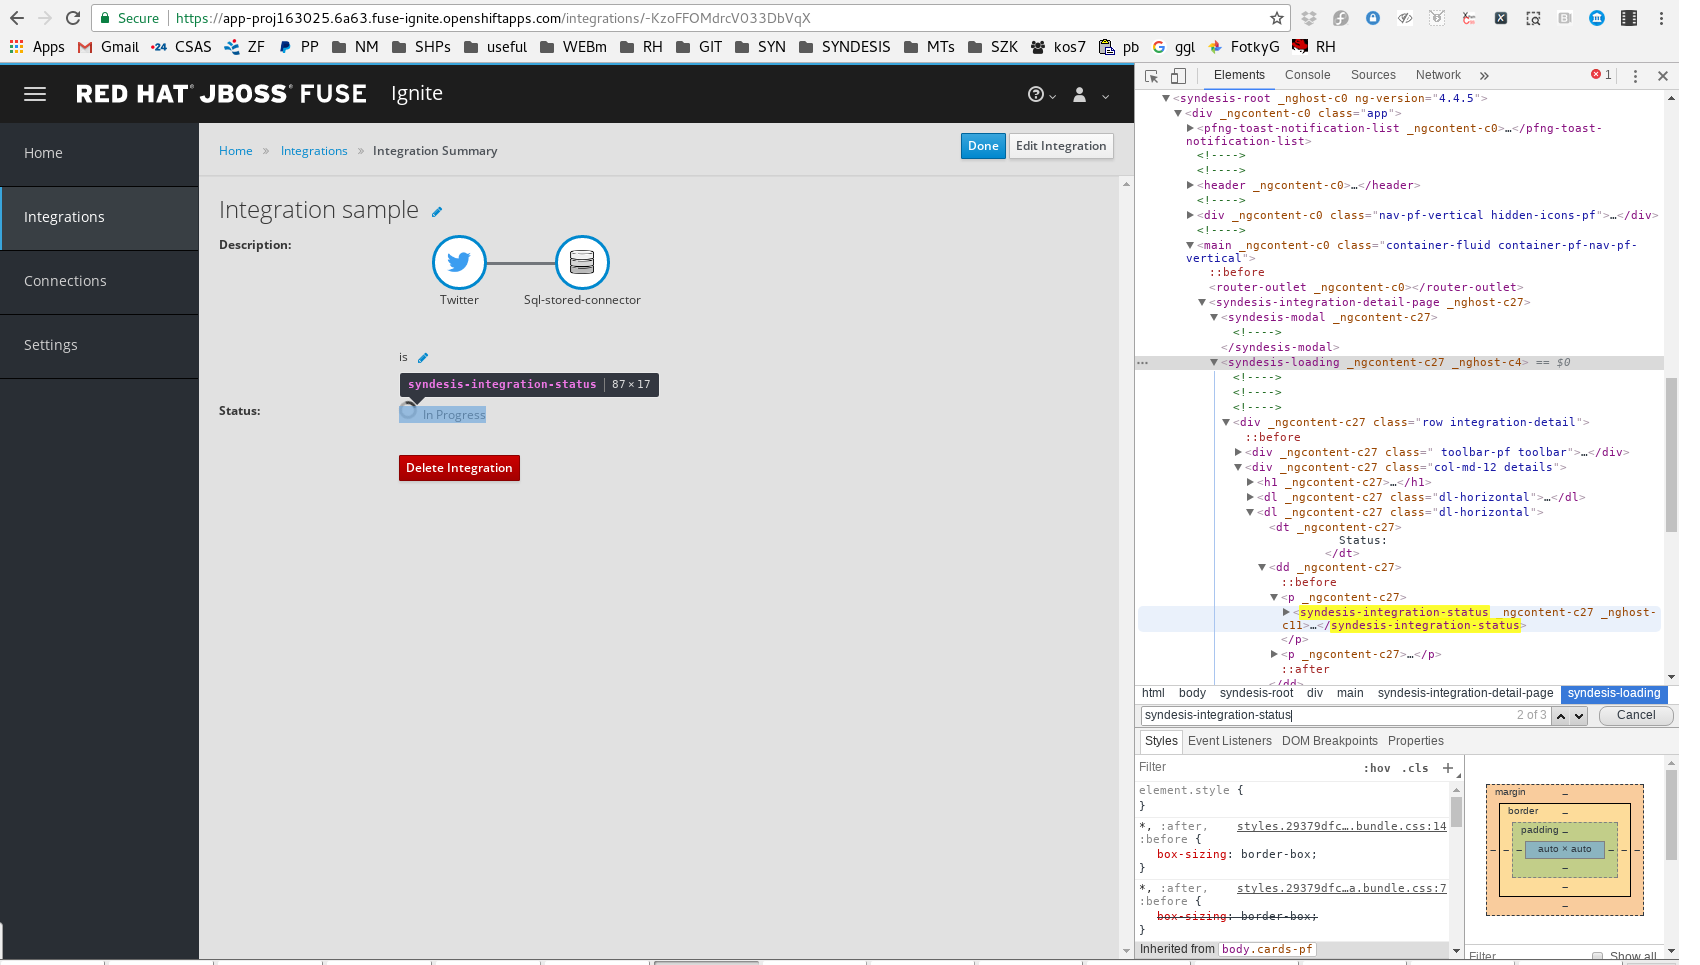 Secure https://app-proj163025.6a63.fuse-ignite.openshiftapps.com/integrations/-KzoFFOMdrcVO33DbVqX
Apps Gmail 24 CSAS ZF PP NM SHPs useful WEBm RH GIT SYN SYNDESIS MTs SZK kos7 pb ggl FotkyG RH
RED HAT® JBOSS® FUSE Ignite
Home
Integrations
Connections
Settings
Home » Integrations » Integration Summary
Done Edit Integration
Integration sample
Description:
Twitter Sql-stored-connector
is
syndesis-integration-status 87 × 17
Status: In Progress
Delete Integration
Elements Console Sources Network » 1
<syndesis-root _nghost-c0 ng-version="4.4.5">
<div _ngcontent-c0 class="app">
<pfng-toast-notification-list _ngcontent-c0>…</pfng-toast-
notification-list>
<!---->
<!---->
<header _ngcontent-c0>…</header>
<!---->
<div _ngcontent-c0 class="nav-pf-vertical hidden-icons-pf">…</div>
<!---->
<main _ngcontent-c0 class="container-fluid container-pf-nav-pf-
vertical">
::before
<router-outlet _ngcontent-c0></router-outlet>
<syndesis-integration-detail-page _nghost-c27>
<syndesis-modal _ngcontent-c27>
<!---->
</syndesis-modal>
<syndesis-loading _ngcontent-c27 _nghost-c4> == $0
<!---->
<!---->
<!---->
<div _ngcontent-c27 class="row integration-detail">
::before
<div _ngcontent-c27 class=" toolbar-pf toolbar">…</div>
<div _ngcontent-c27 class="col-md-12 details">
<h1 _ngcontent-c27>…</h1>
<dl _ngcontent-c27 class="dl-horizontal">…</dl>
<dl _ngcontent-c27 class="dl-horizontal">
<dt _ngcontent-c27>
Status:
</dt>
<dd _ngcontent-c27>
::before
<p _ngcontent-c27>
<syndesis-integration-status _ngcontent-c27 _nghost-
c11>…</syndesis-integration-status>
</p>
<p _ngcontent-c27>…</p>
::after
</dd>
html body syndesis-root div main syndesis-integration-detail-page syndesis-loading
syndesis-integration-status 2 of 3 Cancel
Styles Event Listeners DOM Breakpoints Properties
Filter :hov .cls +
element.style {
}
*, :after, styles.29379dfc….bundle.css:14
:before {
box-sizing: border-box;
}
*, :after, styles.29379dfc…a.bundle.css:7
:before {
box-sizing: border-box;
}
Inherited from body.cards-pf
margin –
border –
padding –
– – – auto × auto – – –
–
–
–
Filter Show all